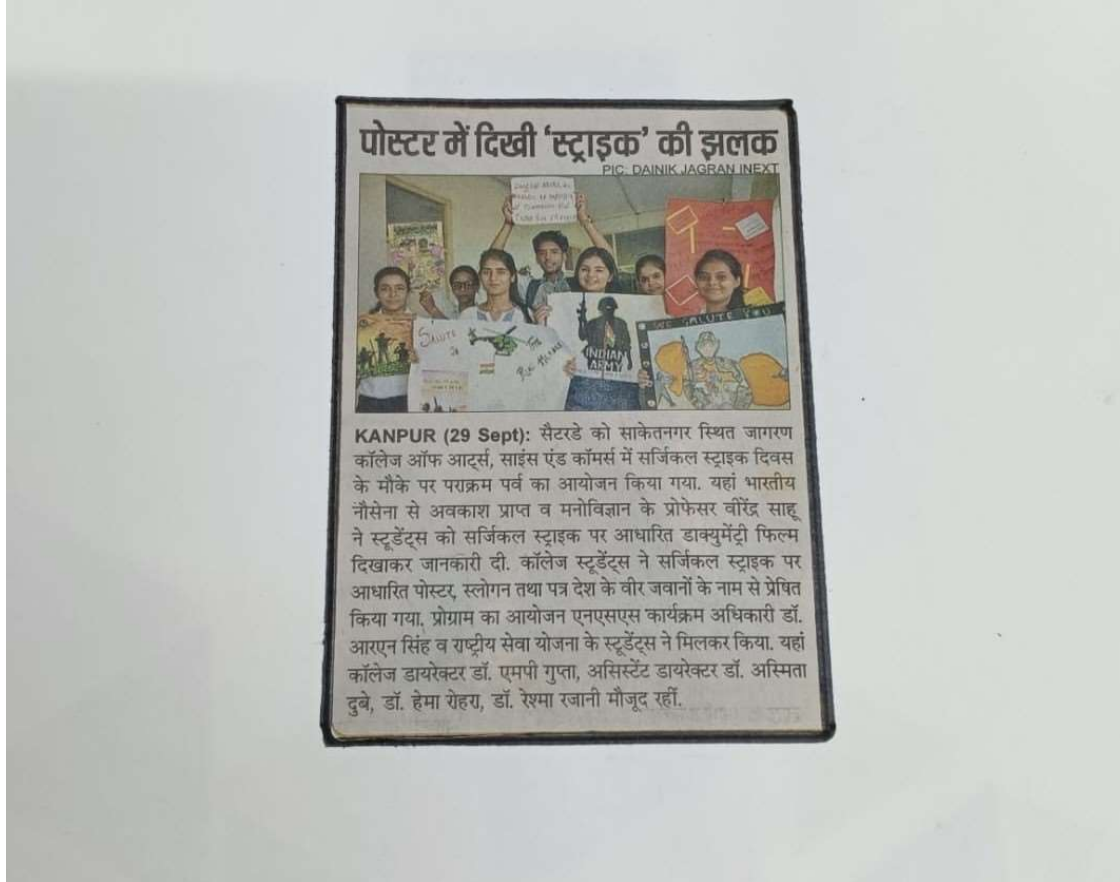 पोस्टर में दिखी ‘स्ट्राइक’ की झलक
PIC: DAINIK JAGRAN INEXT
SALUTE
INDIAN
ARMY
WE SALUTE YOU
KANPUR (29 Sept): सैटरडे को साकेतनगर स्थित जागरण
कॉलेज ऑफ आर्ट्स, साइंस एंड कॉमर्स में सर्जिकल स्ट्राइक दिवस
के मौके पर पराक्रम पर्व का आयोजन किया गया. यहां भारतीय
नौसेना से अवकाश प्राप्त व मनोविज्ञान के प्रोफेसर वीरेंद्र साहू
ने स्टूडेंट्स को सर्जिकल स्ट्राइक पर आधारित डाक्युमेंट्री फिल्म
दिखाकर जानकारी दी. कॉलेज स्टूडेंट्स ने सर्जिकल स्ट्राइक पर
आधारित पोस्टर, स्लोगन तथा पत्र देश के वीर जवानों के नाम से प्रेषित
किया गया. प्रोग्राम का आयोजन एनएसएस कार्यक्रम अधिकारी डॉ.
आरएन सिंह व राष्ट्रीय सेवा योजना के स्टूडेंट्स ने मिलकर किया. यहां
कॉलेज डायरेक्टर डॉ. एमपी गुप्ता, असिस्टेंट डायरेक्टर डॉ. अस्मिता
दुबे, डॉ. हेमा रोहरा, डॉ. रेश्मा रजानी मौजूद रहीं.